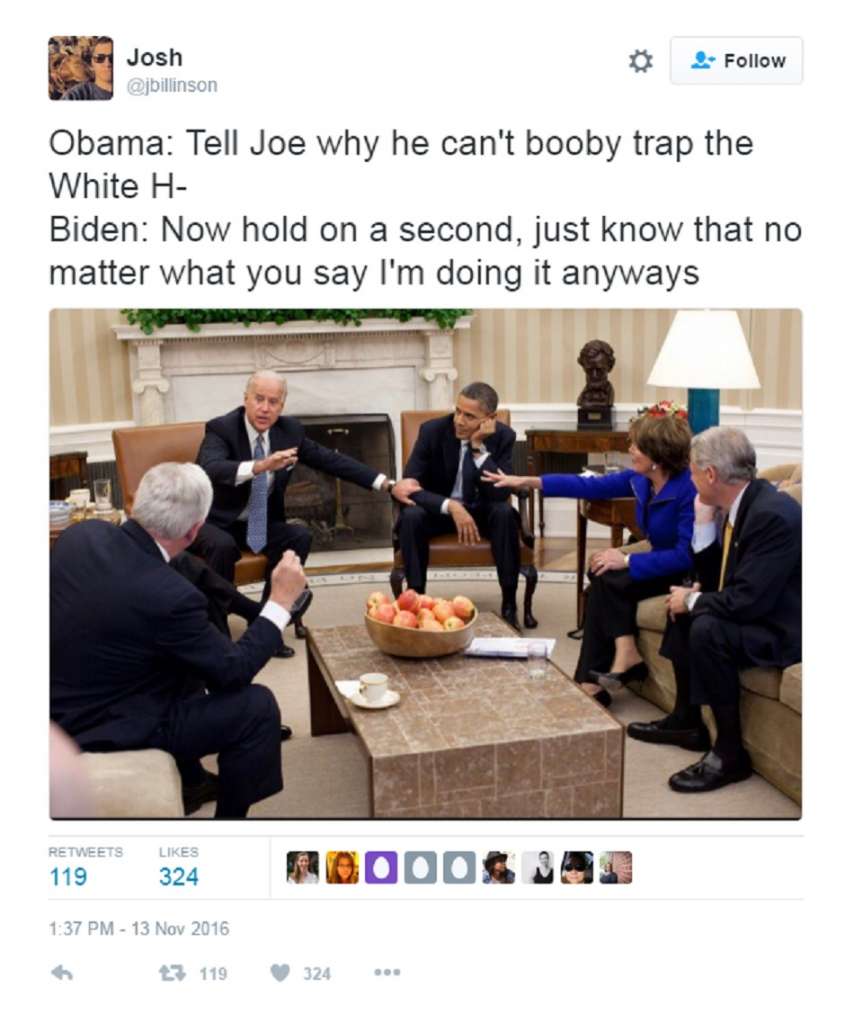 Josh
@jbillinson
Follow
Obama: Tell Joe why he can't booby trap the
White H-
Biden: Now hold on a second, just know that no
matter what you say I'm doing it anyways
RETWEETS
LIKES
119
324
1:37 PM - 13 Nov 2016
119
324